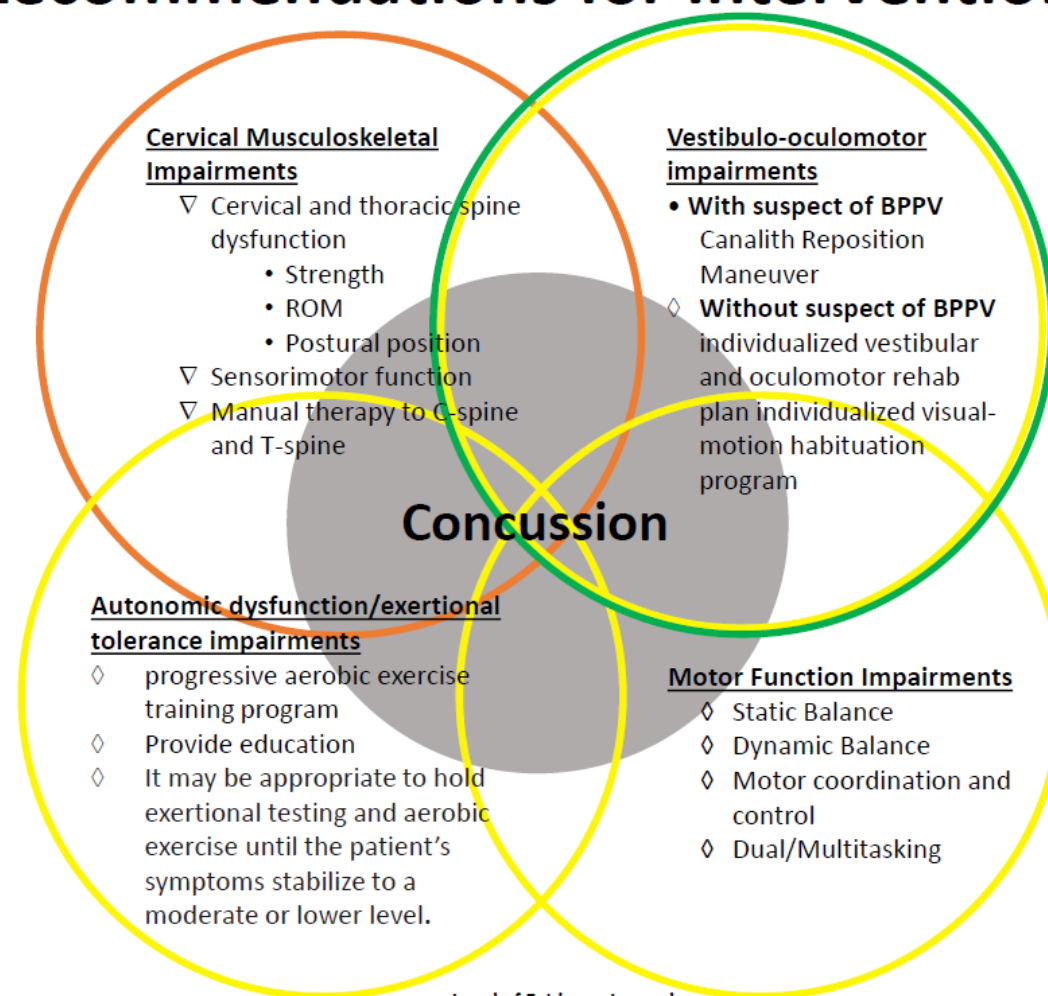 Cervical Musculoskeletal
Impairments
∇ Cervical and thoracic spine
dysfunction
• Strength
• ROM
• Postural position
∇ Sensorimotor function
∇ Manual therapy to C-spine
and T-spine
Vestibulo-oculomotor
impairments
• With suspect of BPPV
Canalith Reposition
Maneuver
◊ Without suspect of BPPV
individualized vestibular
and oculomotor rehab
plan individualized visual-
motion habituation
program
Concussion
Autonomic dysfunction/exertional
tolerance impairments
◊ progressive aerobic exercise
training program
◊ Provide education
◊ It may be appropriate to hold
exertional testing and aerobic
exercise until the patient’s
symptoms stabilize to a
moderate or lower level.
Motor Function Impairments
◊ Static Balance
◊ Dynamic Balance
◊ Motor coordination and
control
◊ Dual/Multitasking